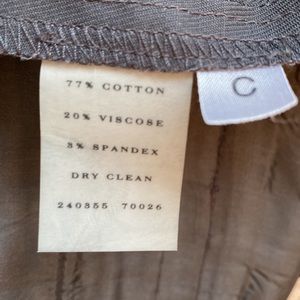 77% COTTON
C
20% VISCOSE
3% SPANDEX
DRY CLEAN
240355 70026